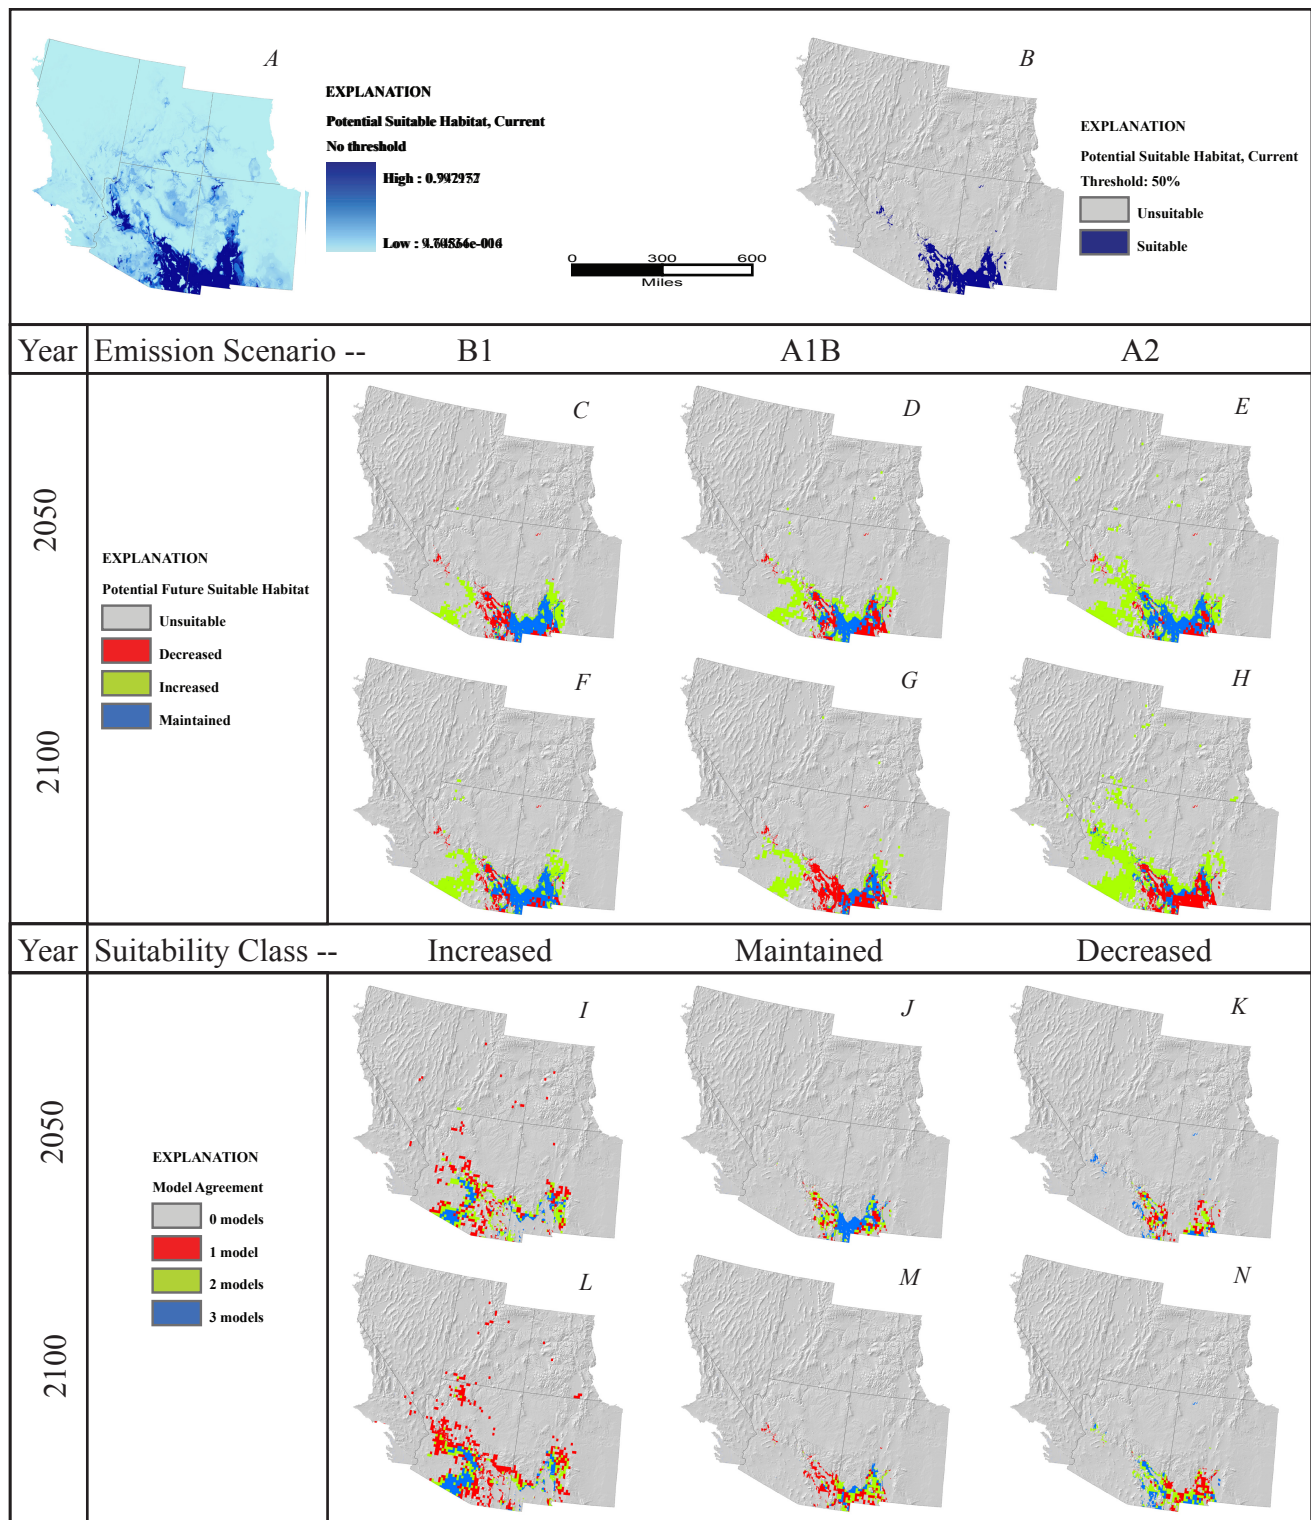 A
EXPLANATION
Potential Suitable Habitat, Current
No threshold
High :
Low :
0 300 600
Miles
B
EXPLANATION
Potential Suitable Habitat, Current
Threshold: 50%
Unsuitable
Suitable
Year Emission Scenario -- B1 A1B A2
2050
2100
EXPLANATION
Potential Future Suitable Habitat
Unsuitable
Decreased
Increased
Maintained
C D E
F G H
Year Suitability Class -- Increased Maintained Decreased
2050
2100
EXPLANATION
Model Agreement
0 models
1 model
2 models
3 models
I J K
L M N